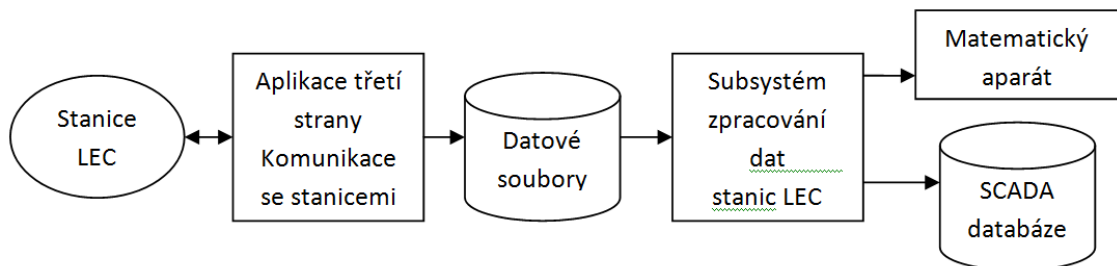 Stanice
LEC
Aplikace třetí
strany
Komunikace
se stanicemi
Datové
soubory
Subsystém
zpracování
dat
stanic LEC
Matematický
aparát
SCADA
databáze